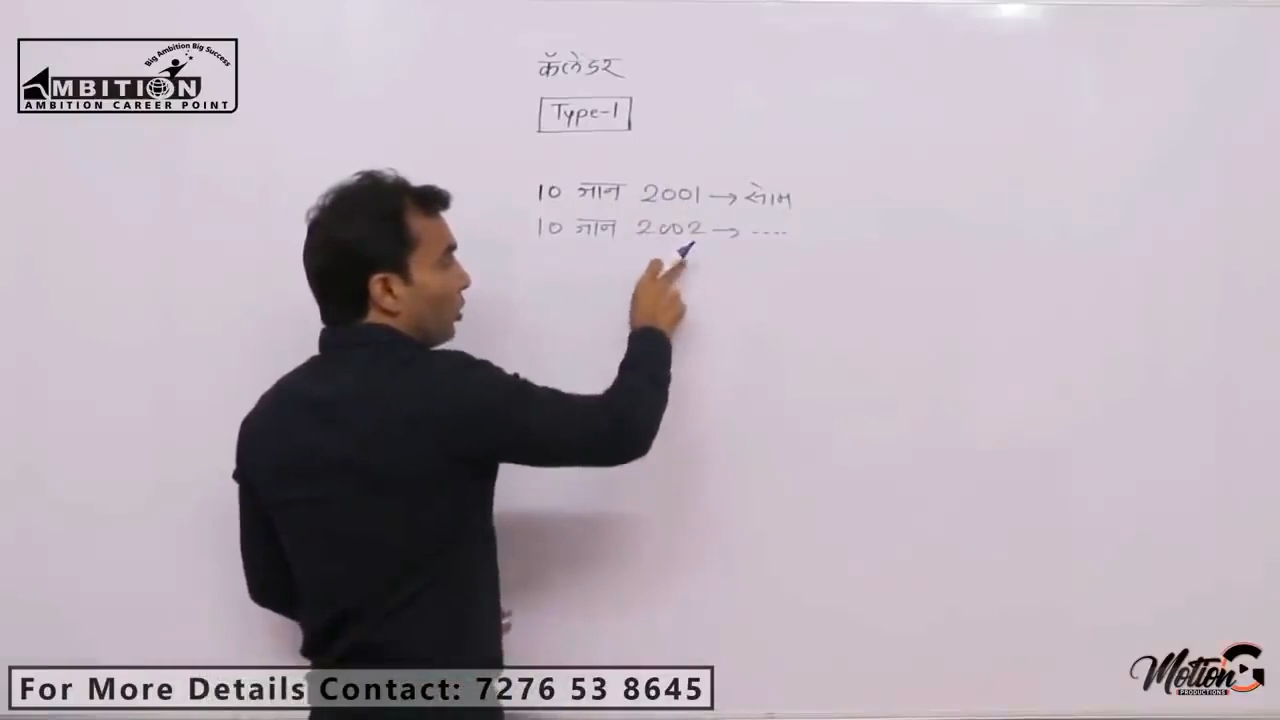 Big Ambition Big Success
AMBITION
AMBITION CAREER POINT
कॅलेंडर
Type-1
10 जान 2001 → सोम
10 जान 2002 → ....
For More Details Contact: 7276 53 8645
Motion G
PRODUCTIONS